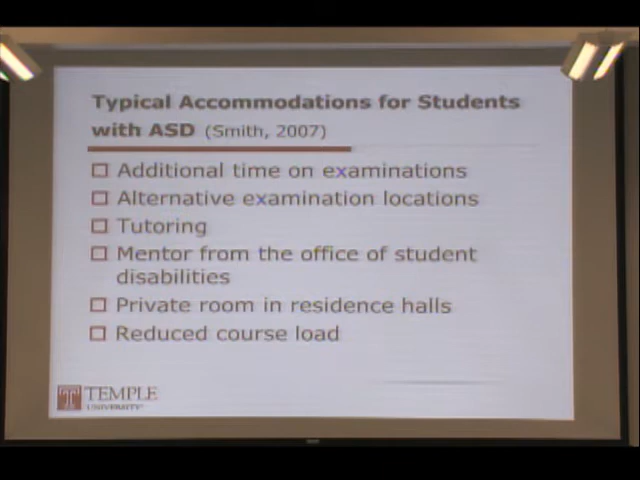 Typical Accommodations for Students
with ASD (Smith, 2007)
Additional time on examinations
Alternative examination locations
Tutoring
Mentor from the office of student
disabilities
Private room in residence halls
Reduced course load
T TEMPLE
UNIVERSITY